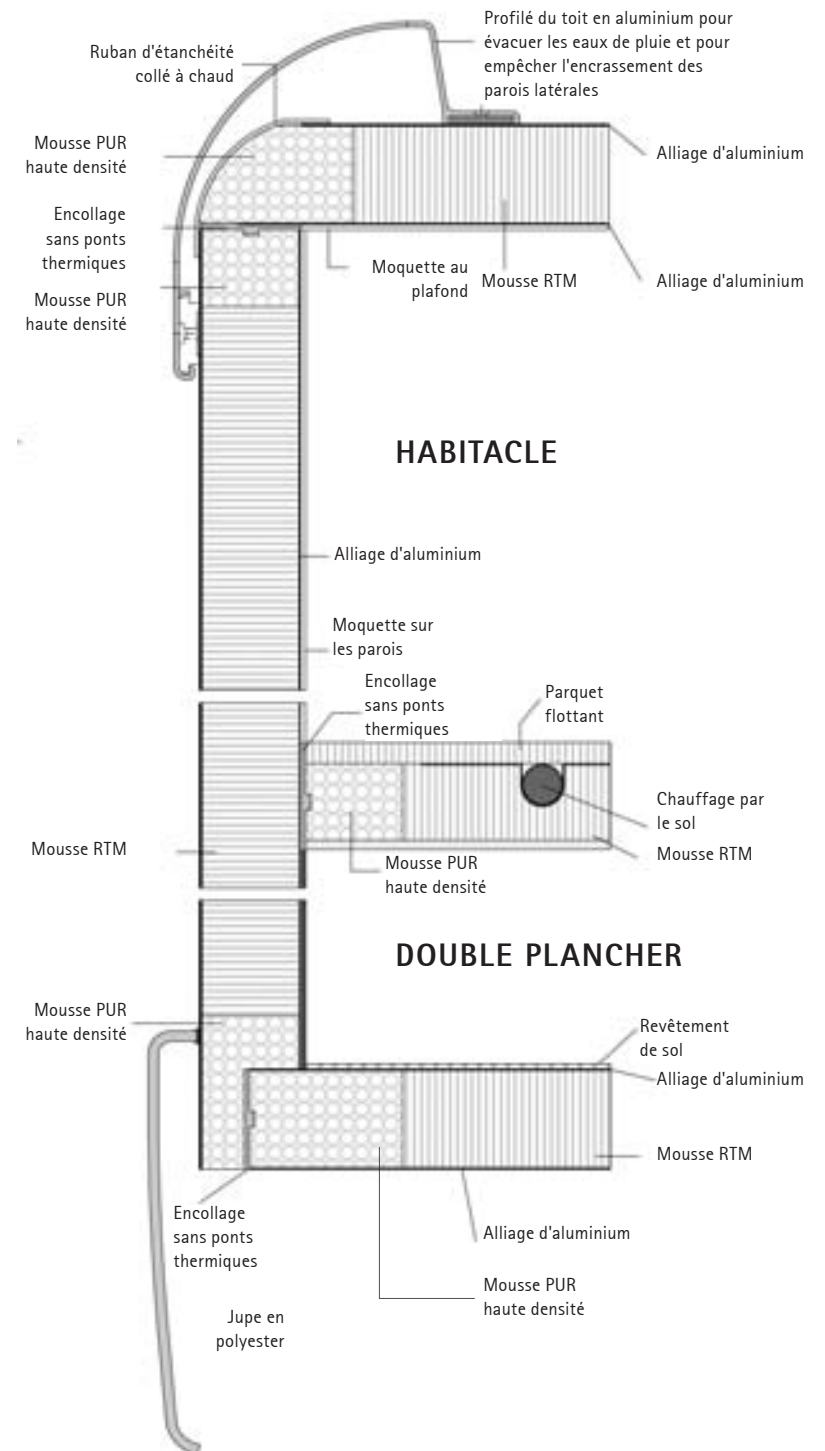 Profilé du toit en aluminium pour
évacuer les eaux de pluie et pour
empêcher l'encrassement des
parois latérales
Ruban d'étanchéité
collé à chaud
Mousse PUR
haute densité
Alliage d'aluminium
Encollage
sans ponts
thermiques
Moquette au
plafond
Mousse RTM
Alliage d'aluminium
Mousse PUR
haute densité
HABITACLE
Alliage d'aluminium
Moquette sur
les parois
Encollage
sans ponts
thermiques
Parquet
flottant
Chauffage par
le sol
Mousse RTM
Mousse RTM
Mousse PUR
haute densité
DOUBLE PLANCHER
Mousse PUR
haute densité
Revêtement
de sol
Alliage d'aluminium
Mousse RTM
Encollage
sans ponts
thermiques
Alliage d'aluminium
Mousse PUR
haute densité
Jupe en
polyester